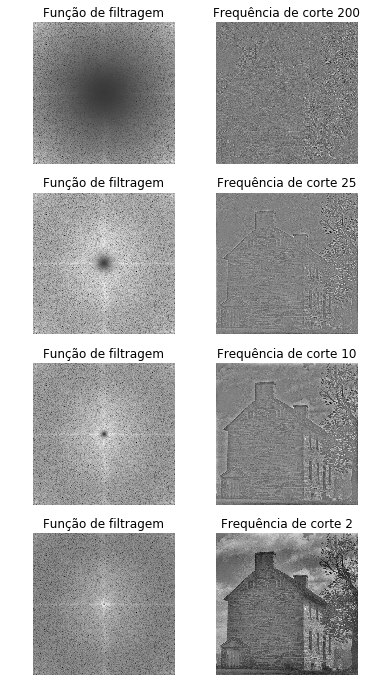 Função de filtragem
Frequência de corte 200
Função de filtragem
Frequência de corte 25
Função de filtragem
Frequência de corte 10
Função de filtragem
Frequência de corte 2